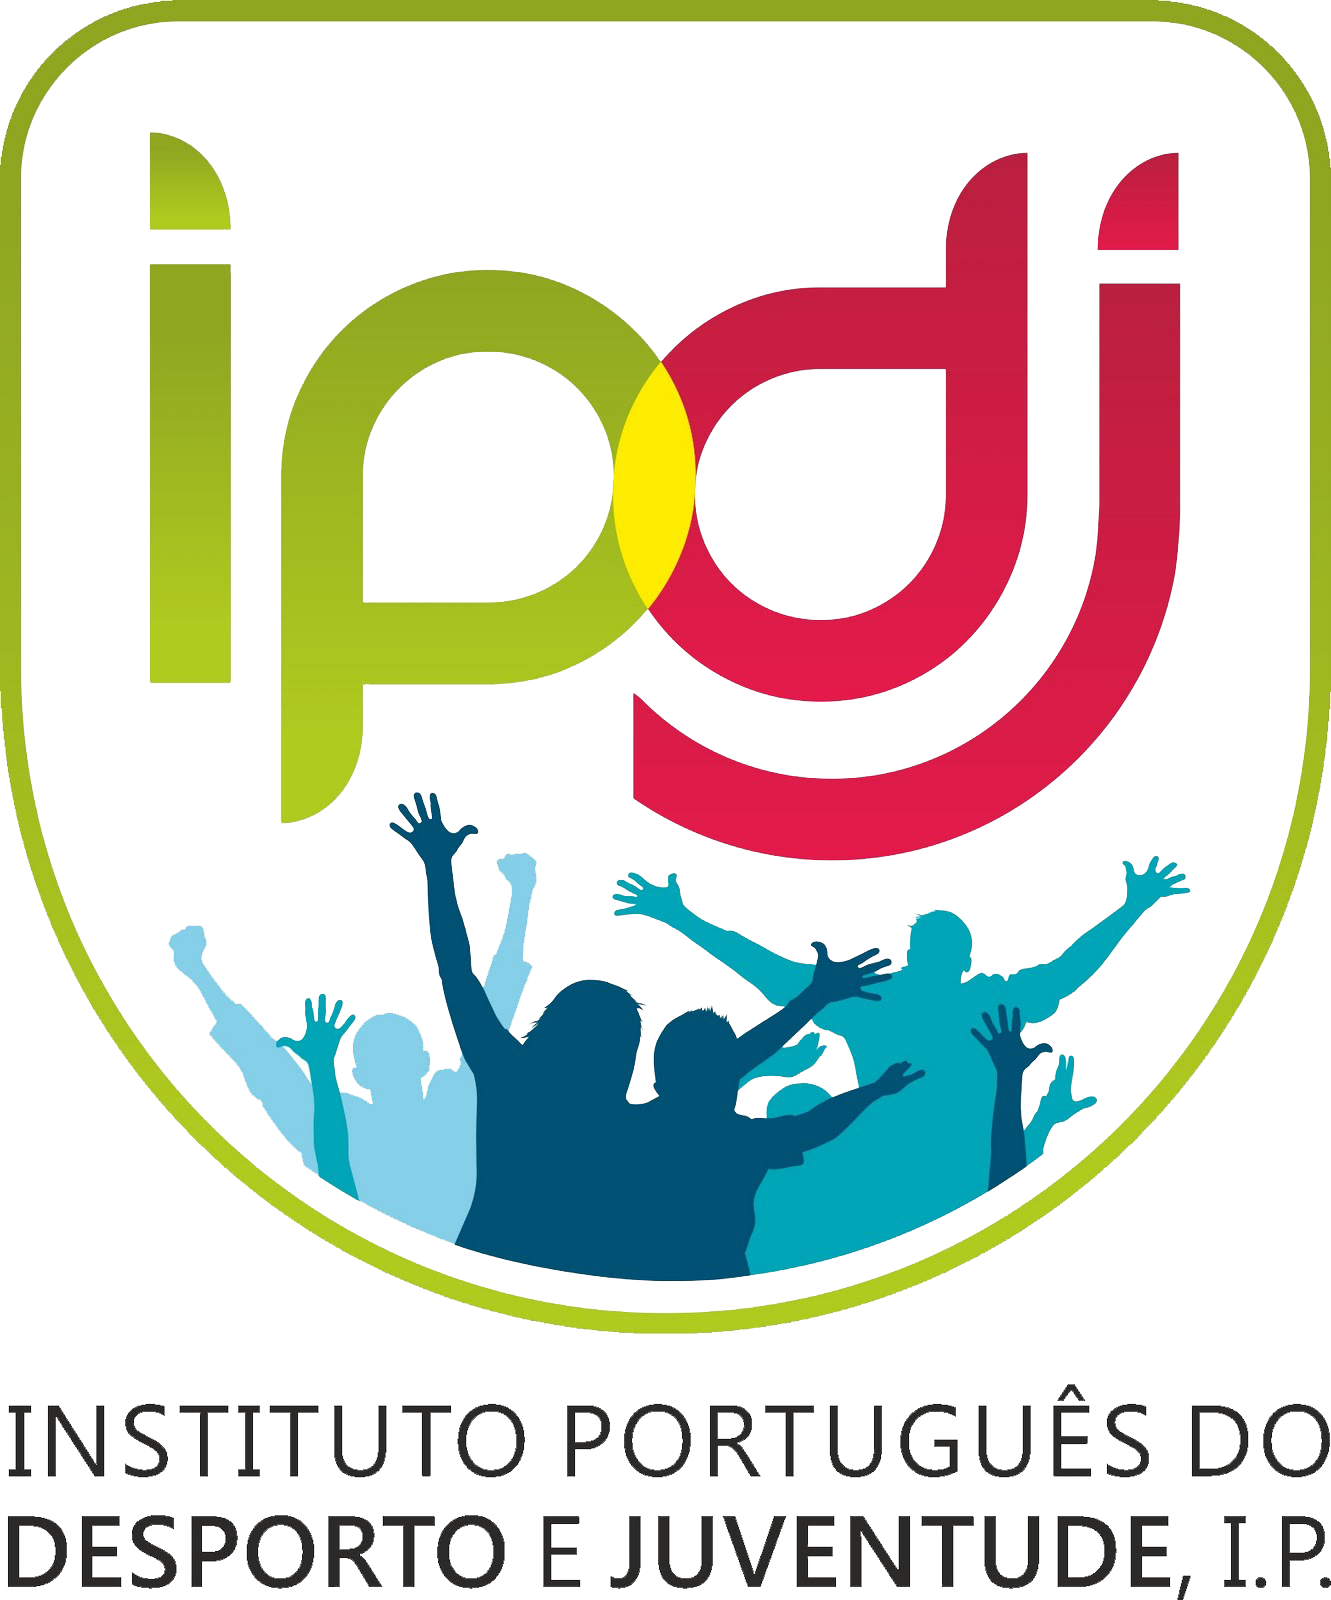 ipdj
INSTITUTO PORTUGUÊS DO
DESPORTO E JUVENTUDE, I.P.